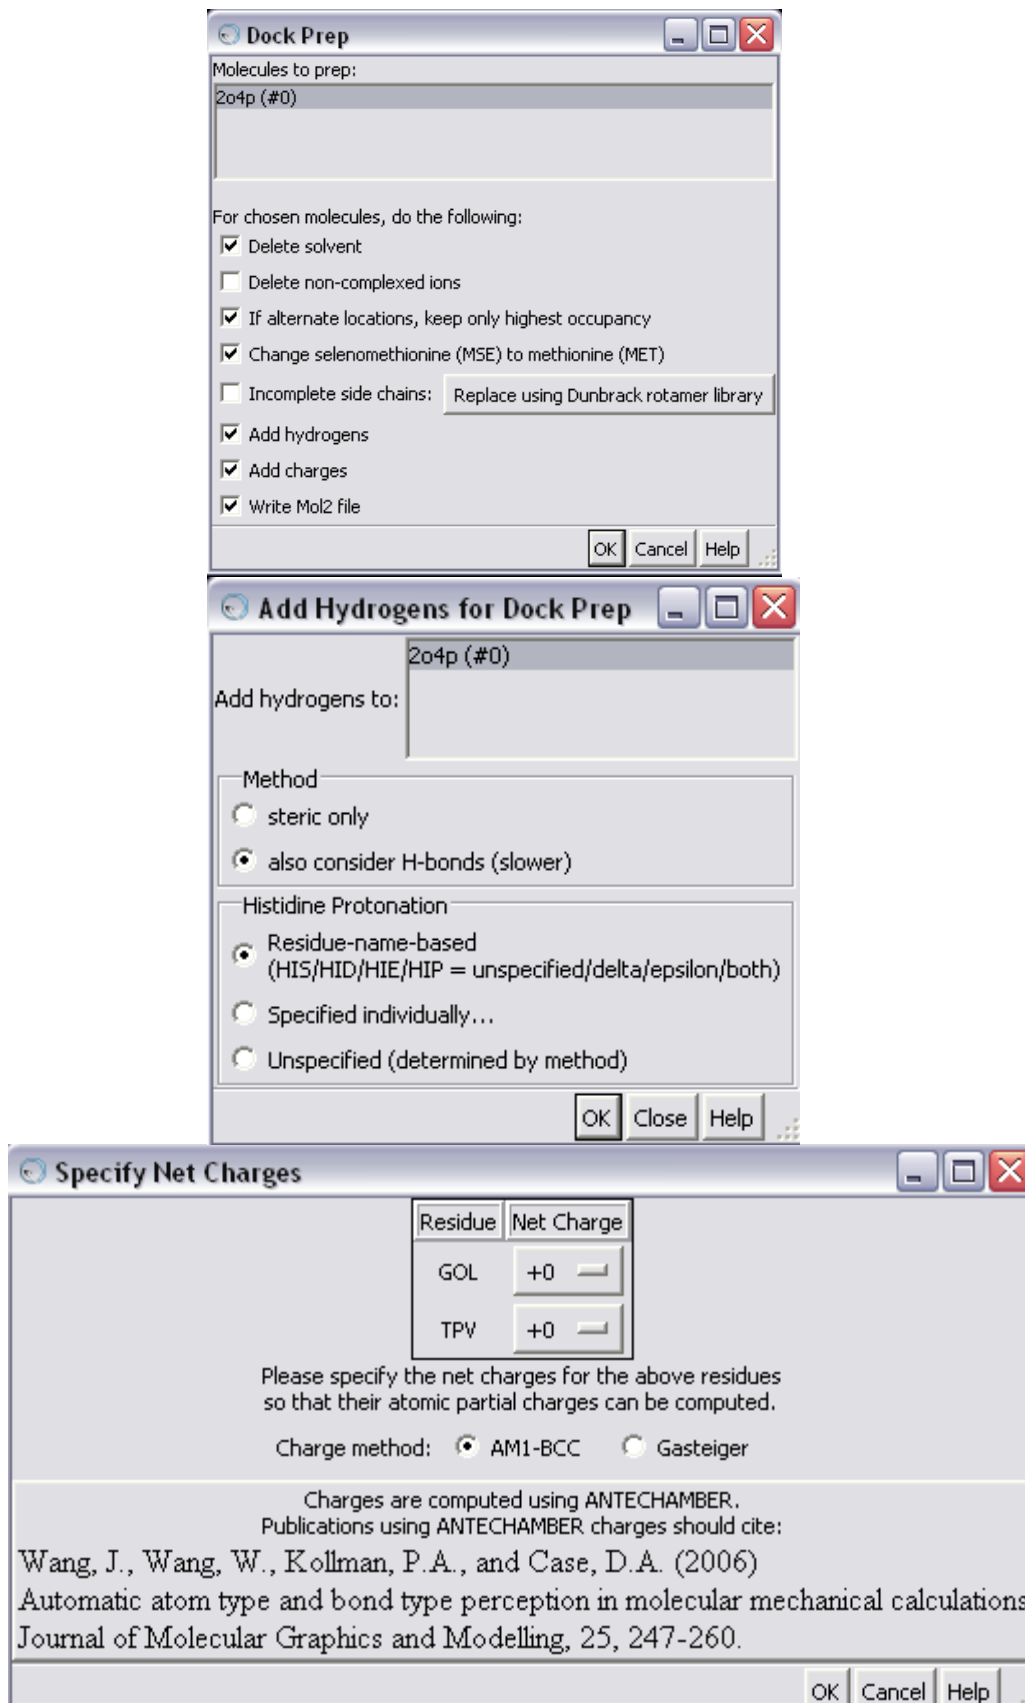 Dock Prep
Molecules to prep:
2o4p (#0)
For chosen molecules, do the following:
Delete solvent
Delete non-complexed ions
If alternate locations, keep only highest occupancy
Change selenomethionine (MSE) to methionine (MET)
Incomplete side chains: Replace using Dunbrack rotamer library
Add hydrogens
Add charges
Write Mol2 file
OK Cancel Help
Add Hydrogens for Dock Prep
2o4p (#0)
Add hydrogens to:
Method
steric only
also consider H-bonds (slower)
Histidine Protonation
Residue-name-based
(HIS/HID/HIE/HIP = unspecified/delta/epsilon/both)
Specified individually...
Unspecified (determined by method)
OK Close Help
Specify Net Charges
Residue Net Charge
GOL +0
TPV +0
Please specify the net charges for the above residues
so that their atomic partial charges can be computed.
Charge method: AM1-BCC Gasteiger
Charges are computed using ANTECHAMBER.
Publications using ANTECHAMBER charges should cite:
Wang, J., Wang, W., Kollman, P.A., and Case, D.A. (2006)
Automatic atom type and bond type perception in molecular mechanical calculations
Journal of Molecular Graphics and Modelling, 25, 247-260.
OK Cancel Help